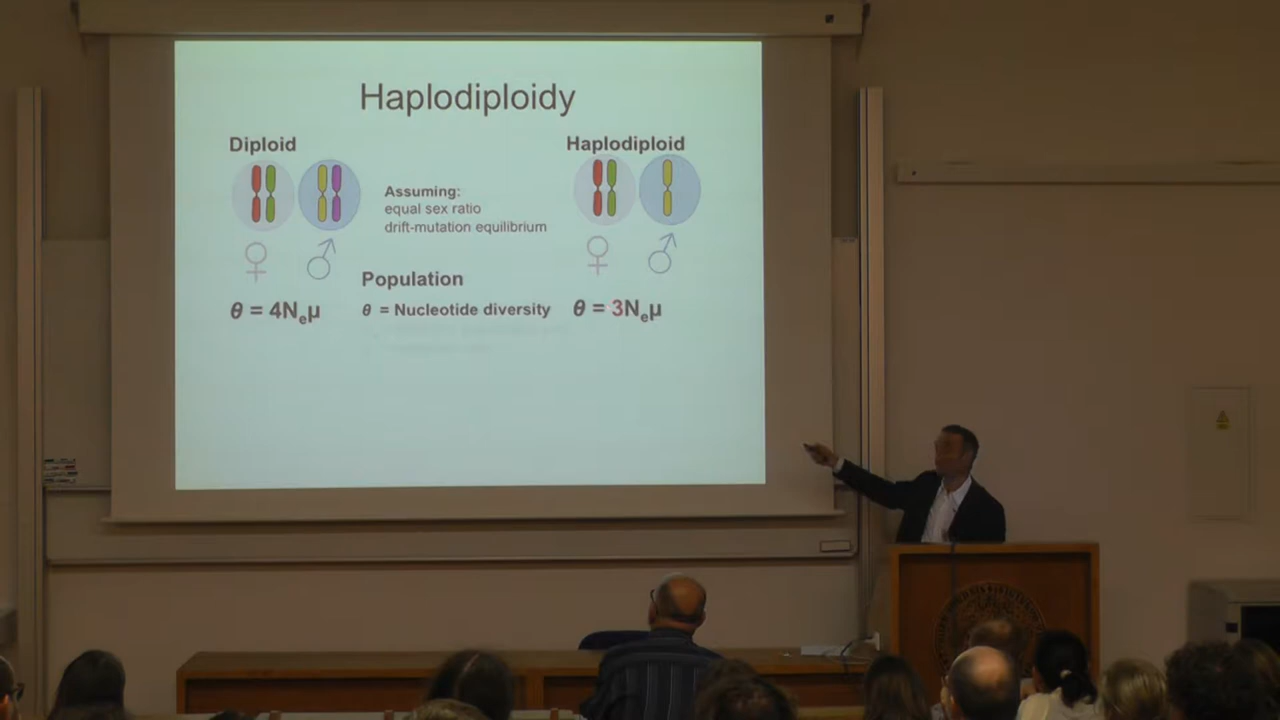 Haplodiploidy
Diploid
Haplodiploid
Assuming:
equal sex ratio
drift-mutation equilibrium
♀ ♂
♀ ♂
Population
θ = 4Neμ
θ = Nucleotide diversity
θ = 3Neμ